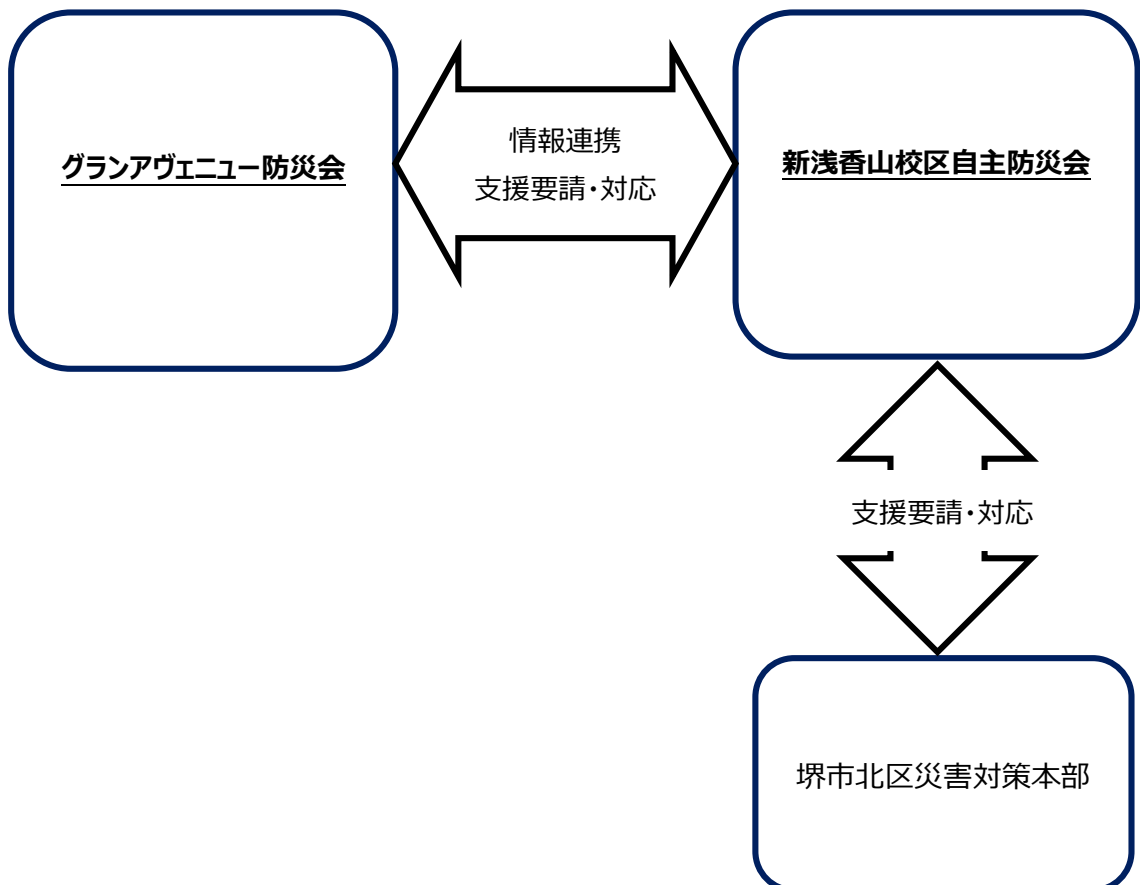 グランアヴェニュー防災会
情報連携
支援要請・対応
新浅香山校区自主防災会
支援要請・対応
堺市北区災害対策本部